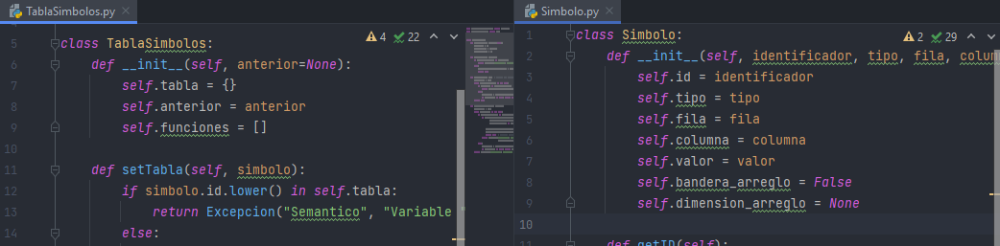 TablaSimbolos.py
4 22
5 class TablaSimbolos:
6 def __init__(self, anterior=None):
7 self.tabla = {}
8 self.anterior = anterior
9 self.funciones = []
10
11 def setTabla(self, simbolo):
12 if simbolo.id.lower() in self.tabla:
13 return Excepcion("Semantico", "Variable
14 else:
Simbolo.py
2 29
1 class Simbolo:
2 def __init__(self, identificador, tipo, fila, colum
3 self.id = identificador
4 self.tipo = tipo
5 self.fila = fila
6 self.columna = columna
7 self.valor = valor
8 self.bandera_arreglo = False
9 self.dimension_arreglo = None
10
def getID(self):